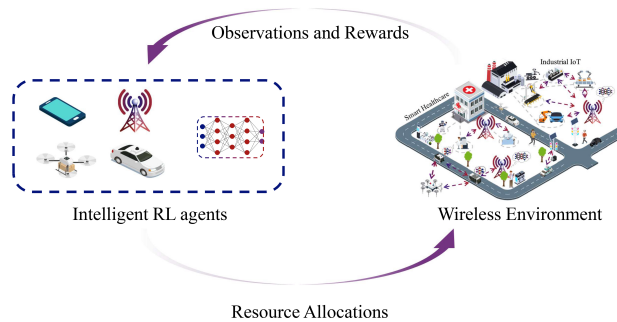 Observations and Rewards
Industrial IoT
Smart Healthcare
Intelligent RL agents
Wireless Environment
Resource Allocations